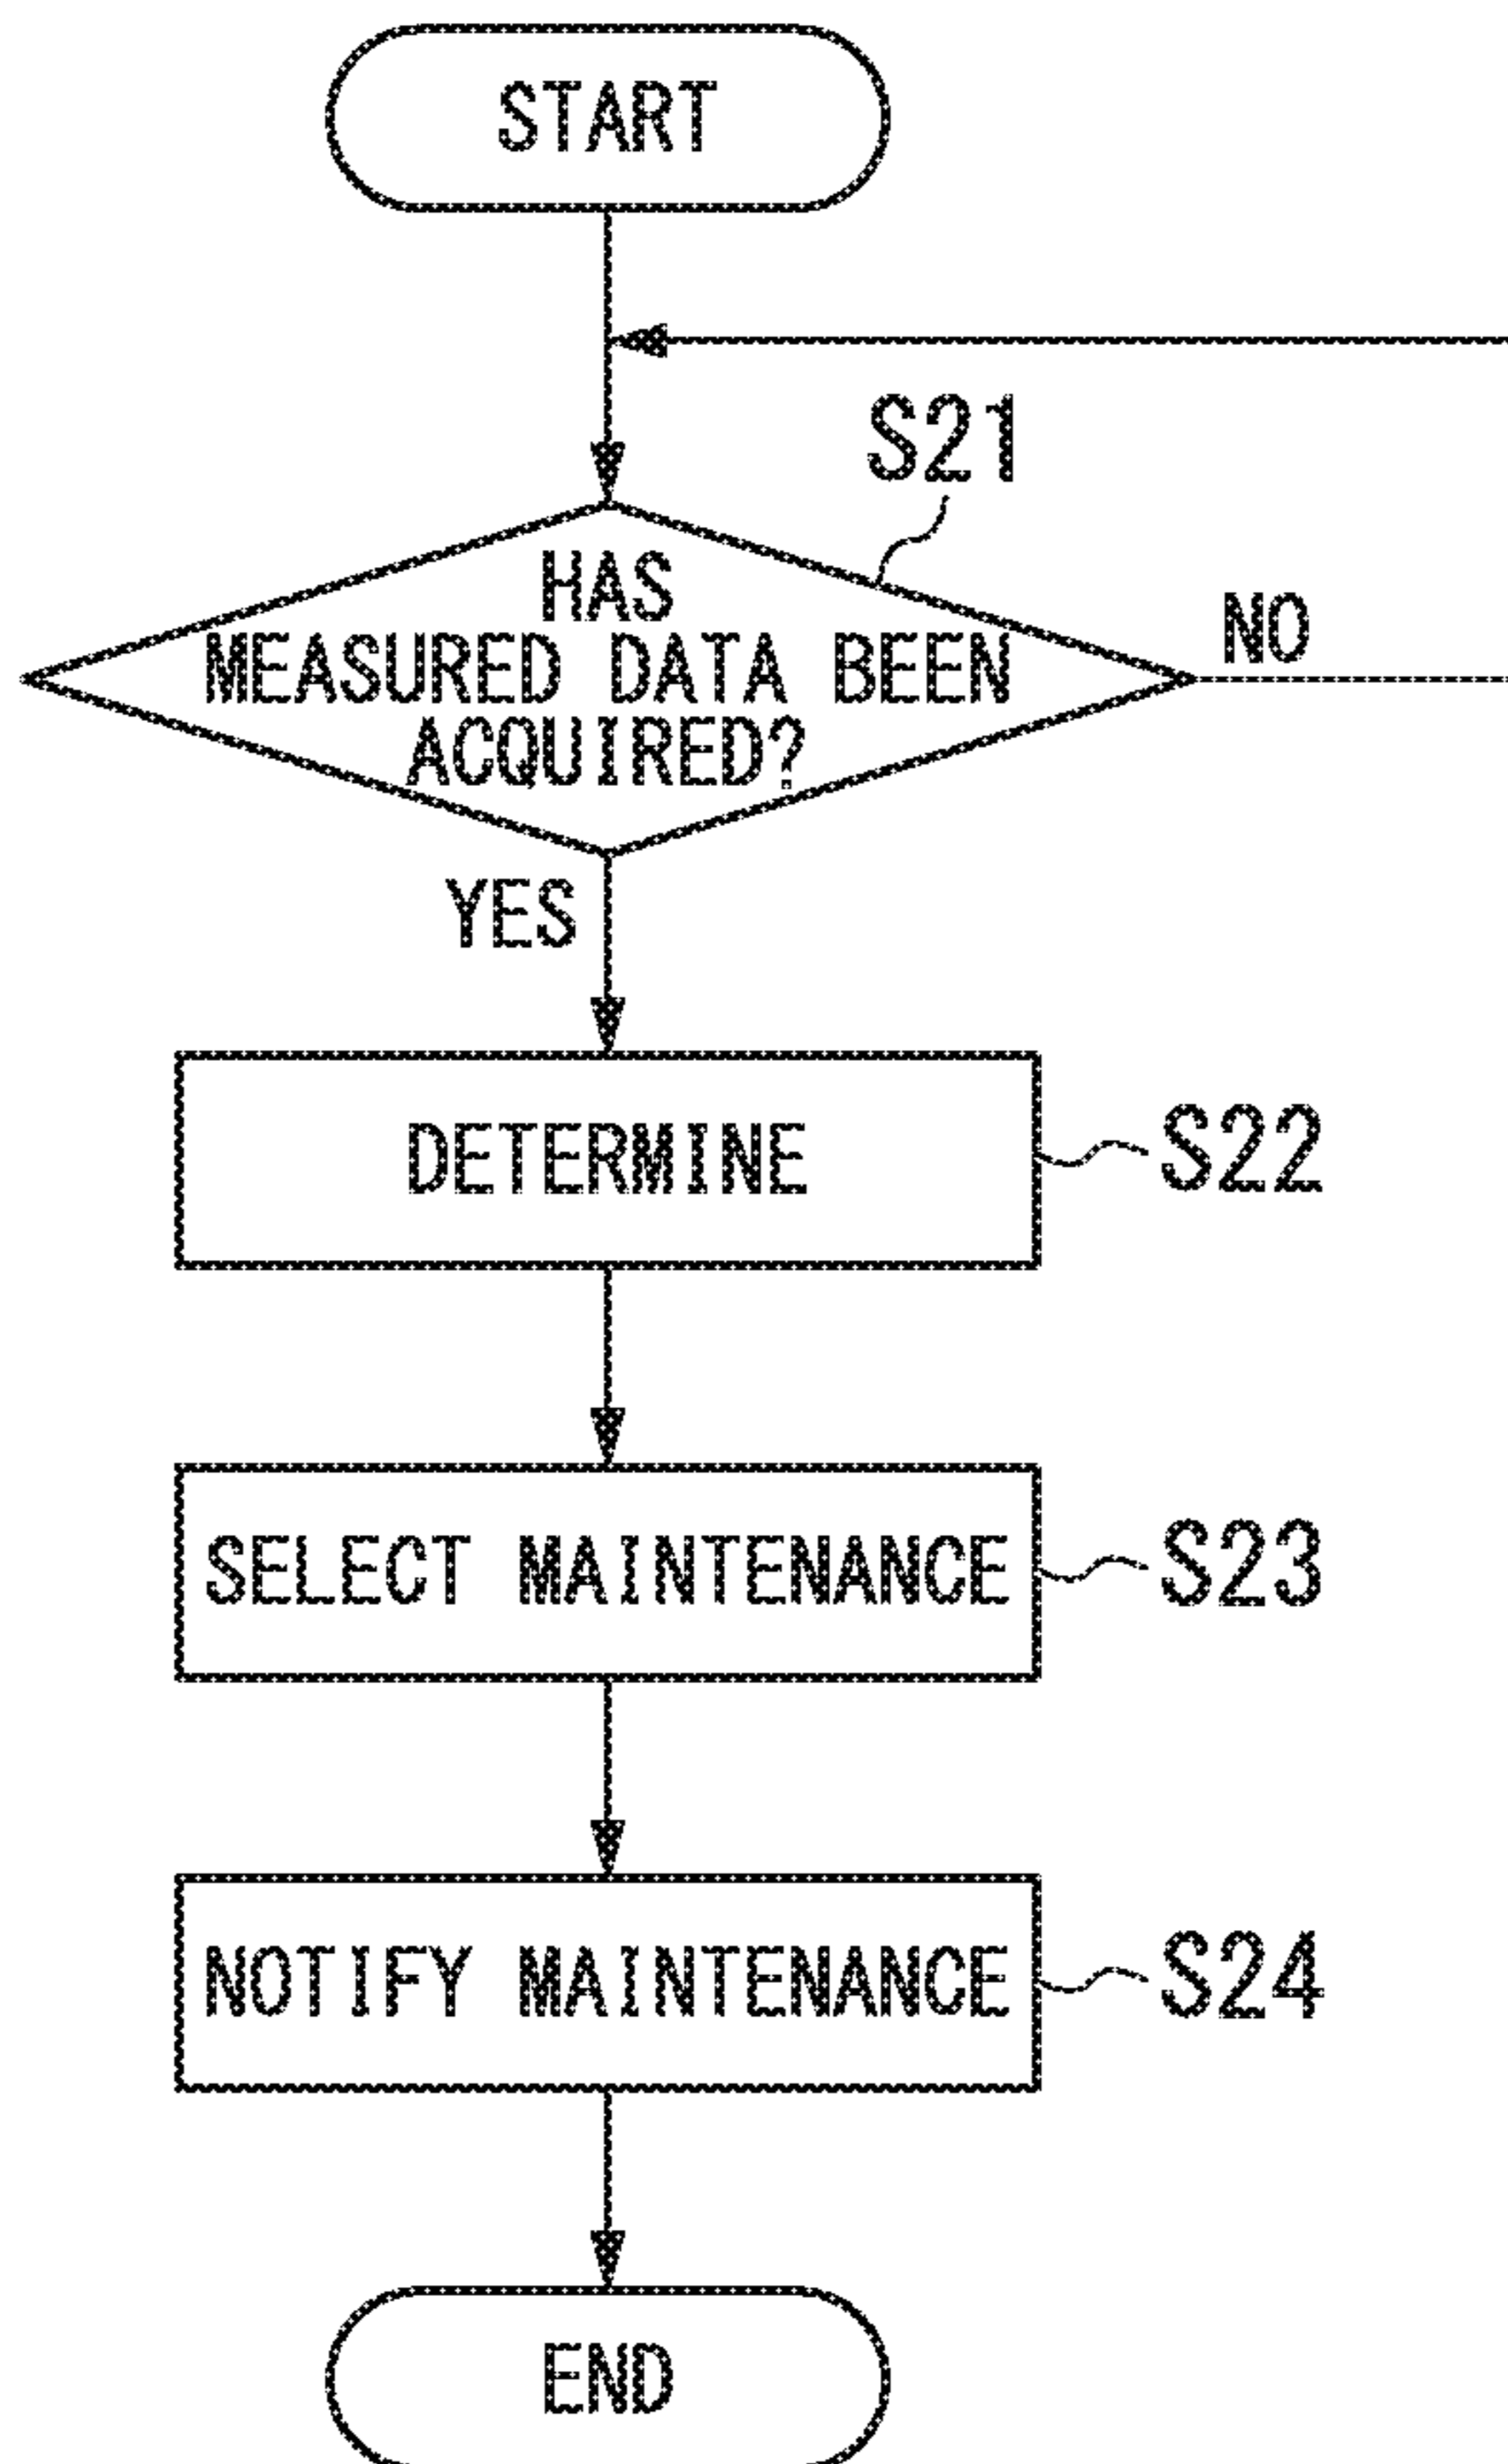 START
S21
HAS
MEASURED DATA BEEN
ACQUIRED?
NO
YES
DETERMINE
S22
SELECT MAINTENANCE
S23
NOTIFY MAINTENANCE
S24
END